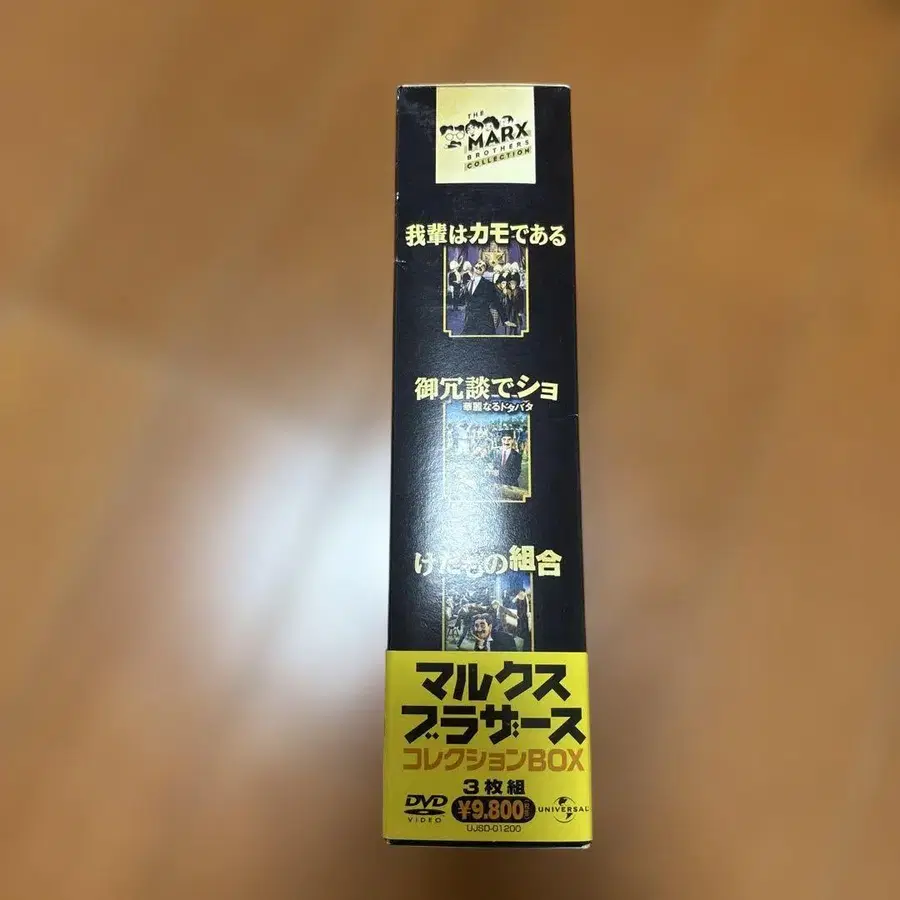 THE
MARX
BROTHERS
COLLECTION
我輩はカモである
御冗談でショ
華麗なるドタバタ
けだもの組合
マルクス
ブラザース
コレクションBOX
3枚組
DVD
VIDEO
¥9.800
UNIVERSAL
UJSD-01200